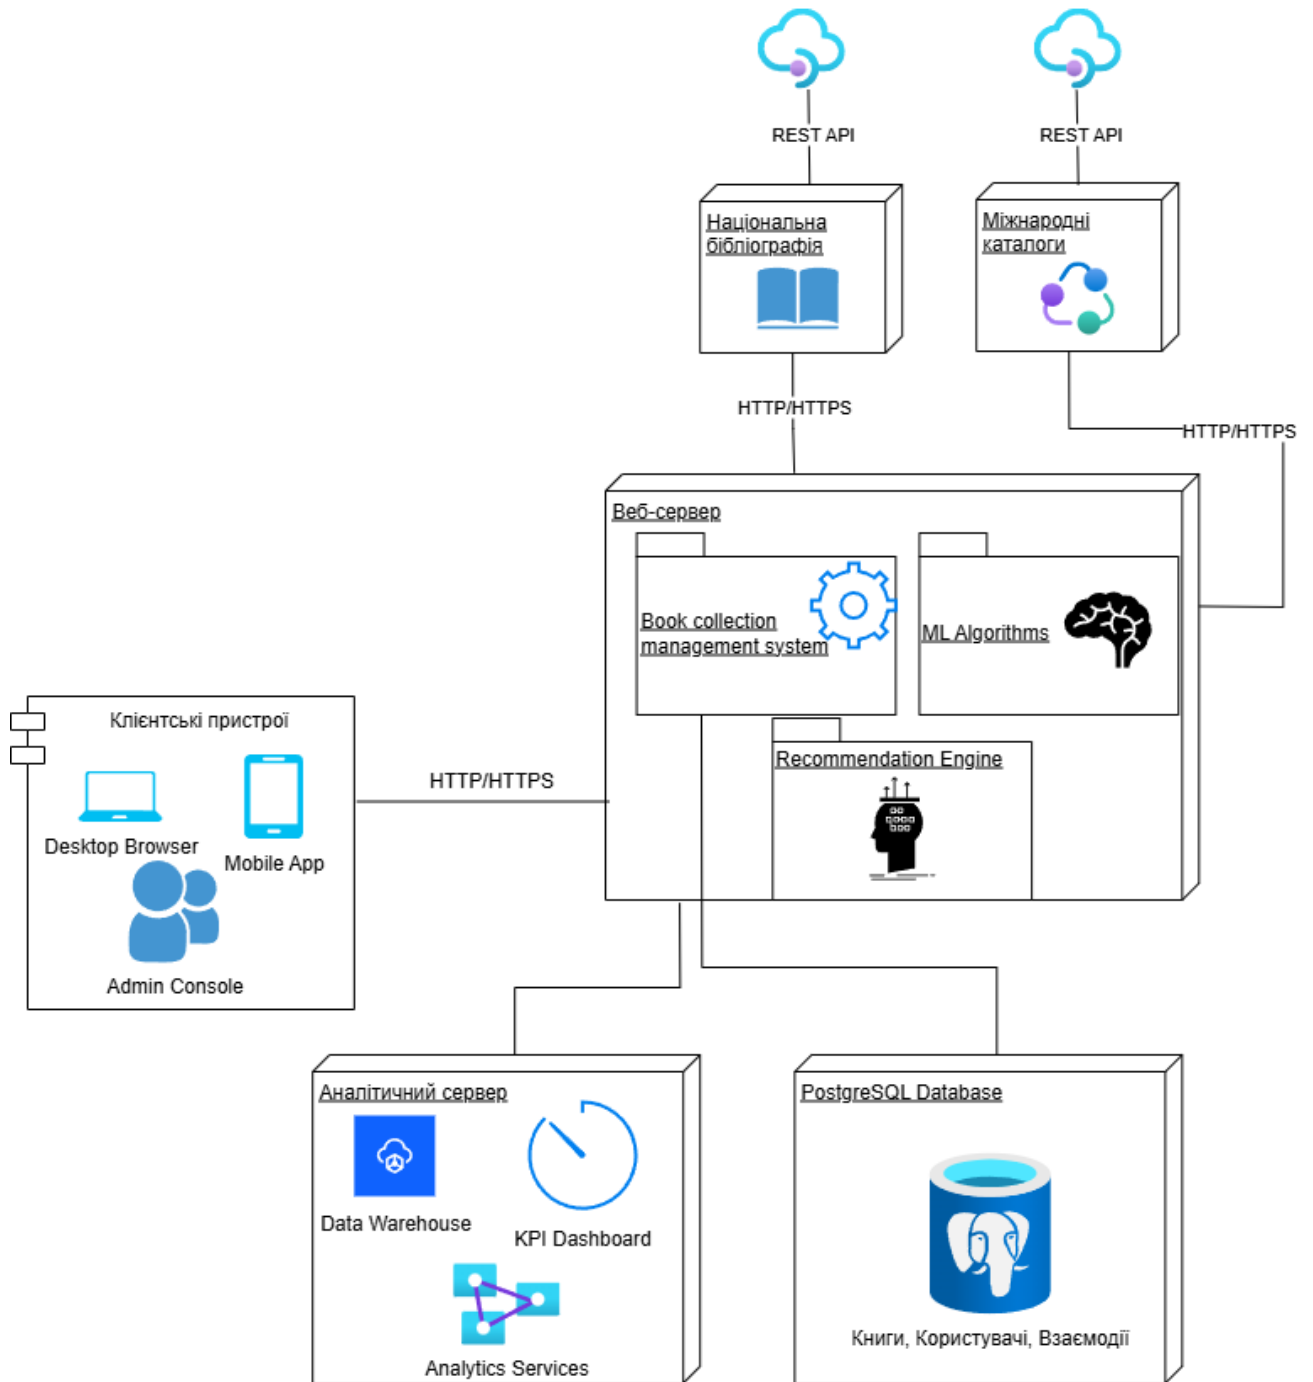 REST API
REST API
Національна
бібліографія
Міжнародні
каталоги
HTTP/HTTPS
HTTP/HTTPS
Веб-сервер
Book collection
management system
ML Algorithms
Recommendation Engine
Клієнтські пристрої
Desktop Browser
Mobile App
Admin Console
HTTP/HTTPS
Аналітичний сервер
Data Warehouse
KPI Dashboard
Analytics Services
PostgreSQL Database
Книги, Користувачі, Взаємодії